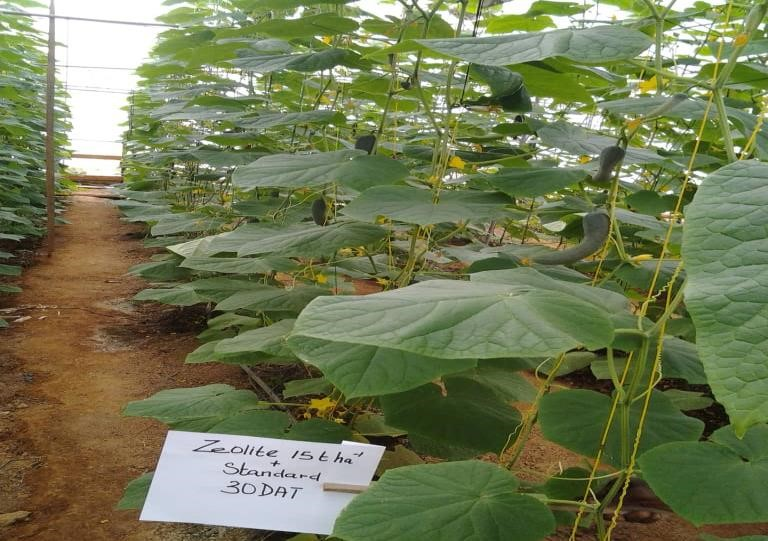 Zeolite 15 t ha⁻¹
+
Standard
30DAT